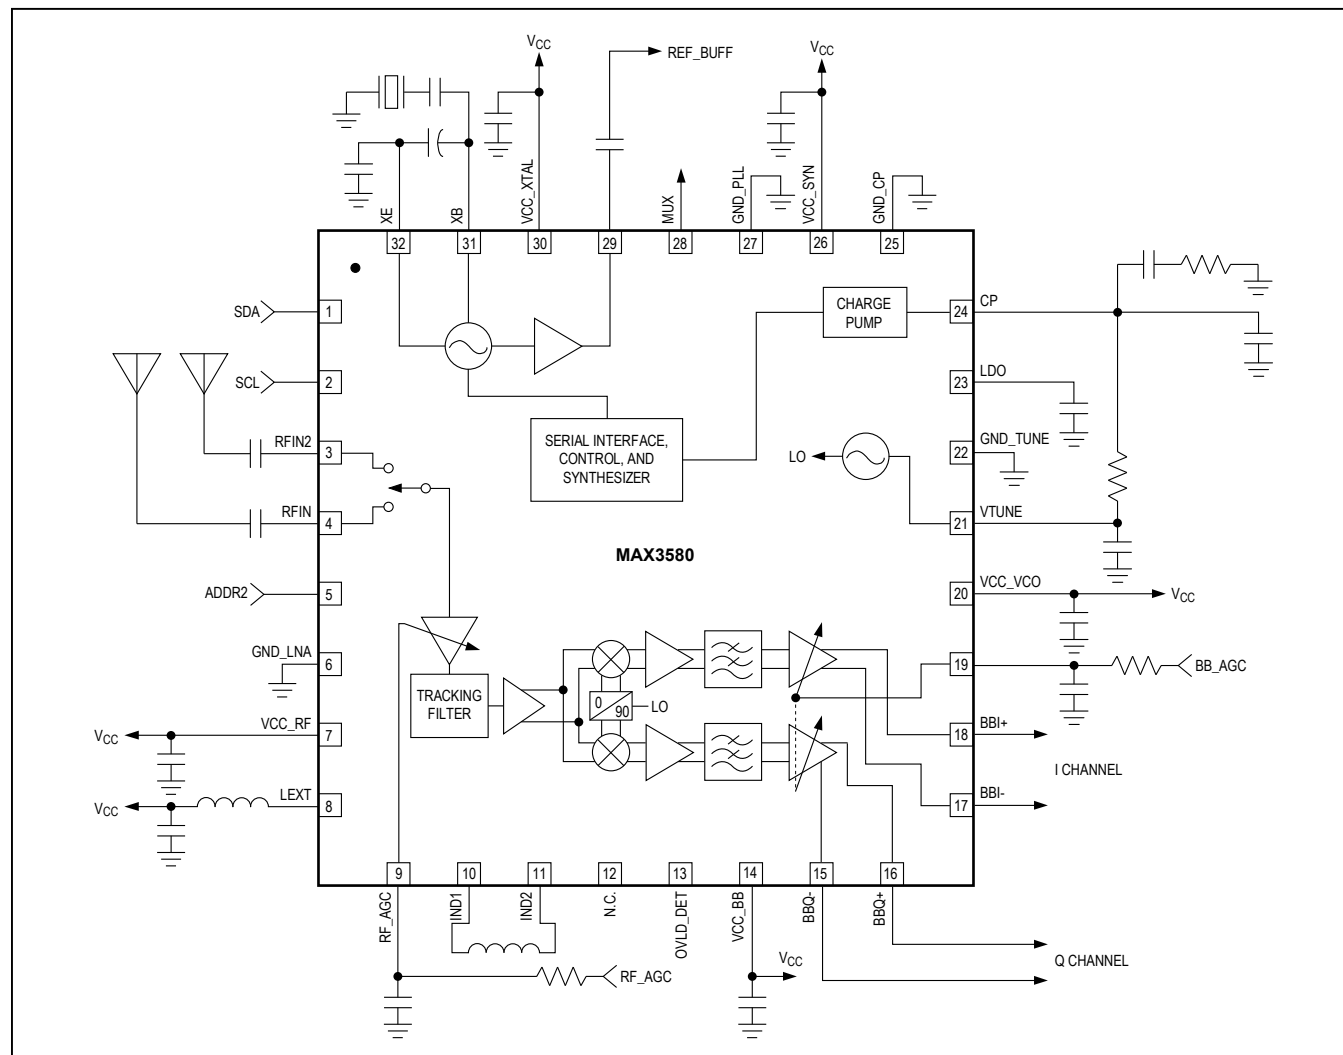 VCC
REF_BUFF
VCC
XE
XB
VCC_XTAL
MUX
GND_PLL
VCC_SYN
GND_CP
32
31
30
29
28
27
26
25
SDA
1
CHARGE
PUMP
24
CP
SCL
2
23
LDO
RFIN2
3
SERIAL INTERFACE,
CONTROL, AND
SYNTHESIZER
LO
22
GND_TUNE
RFIN
4
21
VTUNE
MAX3580
ADDR2
5
20
VCC_VCO
VCC
GND_LNA
6
19
BB_AGC
TRACKING
FILTER
0
90
LO
VCC
VCC_RF
7
18
BBI+
I CHANNEL
VCC
LEXT
8
17
BBI-
9
10
11
12
13
14
15
16
RF_AGC
IND1
IND2
N.C.
OVLD_DET
VCC_BB
BBQ-
BBQ+
RF_AGC
VCC
Q CHANNEL